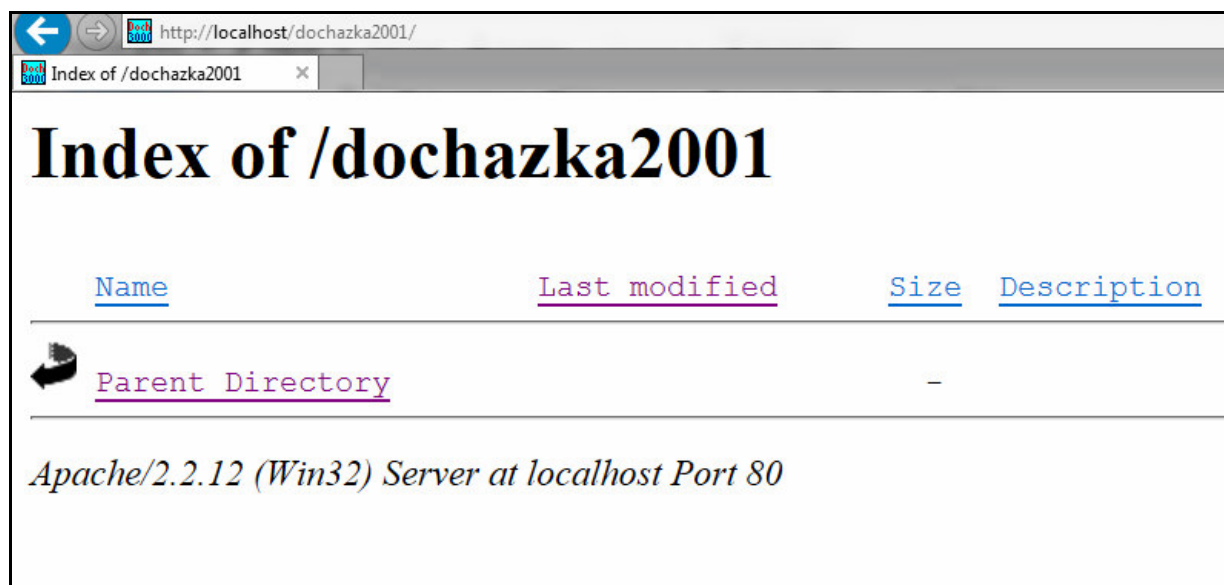 http://localhost/dochazka2001/
Index of /dochazka2001
Index of /dochazka2001
Name Last modified Size Description
Parent Directory -
Apache/2.2.12 (Win32) Server at localhost Port 80